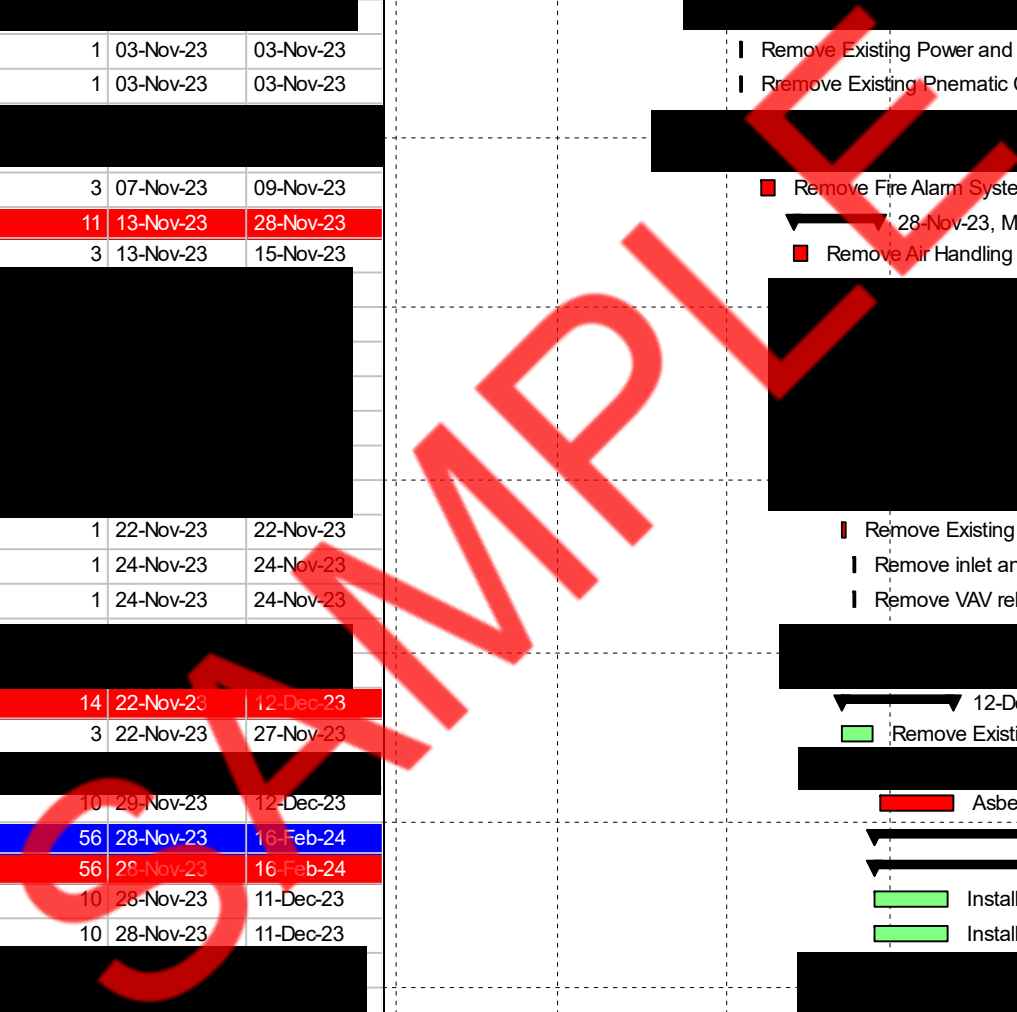 1 03-Nov-23 03-Nov-23 Remove Existing Power and
1 03-Nov-23 03-Nov-23 Rremove Existing Pnematic
3 07-Nov-23 09-Nov-23 Remove Fire Alarm Syste
11 13-Nov-23 28-Nov-23 28-Nov-23, M
3 13-Nov-23 15-Nov-23 Remove Air Handling
1 22-Nov-23 22-Nov-23 Remove Existing
1 24-Nov-23 24-Nov-23 Remove inlet an
1 24-Nov-23 24-Nov-23 Remove VAV rel
14 22-Nov-23 12-Dec-23 12-De
3 22-Nov-23 27-Nov-23 Remove Existi
10 29-Nov-23 12-Dec-23 Asbe
56 28-Nov-23 16-Feb-24
56 28-Nov-23 16-Feb-24
10 28-Nov-23 11-Dec-23 Install
10 28-Nov-23 11-Dec-23 Install
SAMPLE